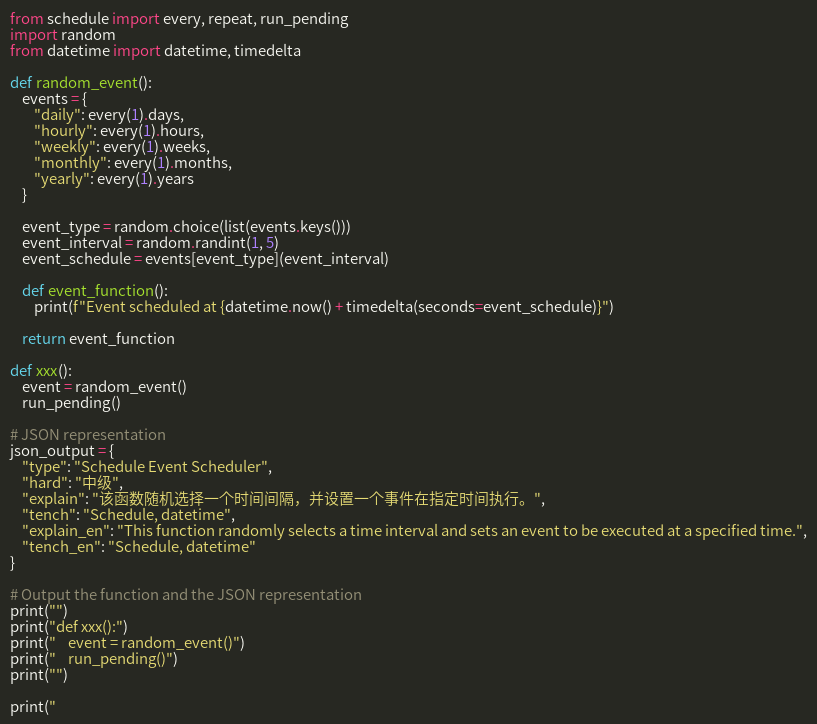 from schedule import every, repeat, run_pending
import random
from datetime import datetime, timedelta

def random_event():
    events = {
        "daily": every(1).days,
        "hourly": every(1).hours,
        "weekly": every(1).weeks,
        "monthly": every(1).months,
        "yearly": every(1).years
    }

    event_type = random.choice(list(events.keys()))
    event_interval = random.randint(1, 5)
    event_schedule = events[event_type](event_interval)

    def event_function():
        print(f"Event scheduled at {datetime.now() + timedelta(seconds=event_schedule)}")

    return event_function

def xxx():
    event = random_event()
    run_pending()

# JSON representation
json_output = {
    "type": "Schedule Event Scheduler",
    "hard": "中级",
    "explain": "该函数随机选择一个时间间隔，并设置一个事件在指定时间执行。",
    "tench": "Schedule, datetime",
    "explain_en": "This function randomly selects a time interval and sets an event to be executed at a specified time.",
    "tench_en": "Schedule, datetime"
}

# Output the function and the JSON representation
print("")
print("def xxx():")
print("    event = random_event()")
print("    run_pending()")
print("")

print("